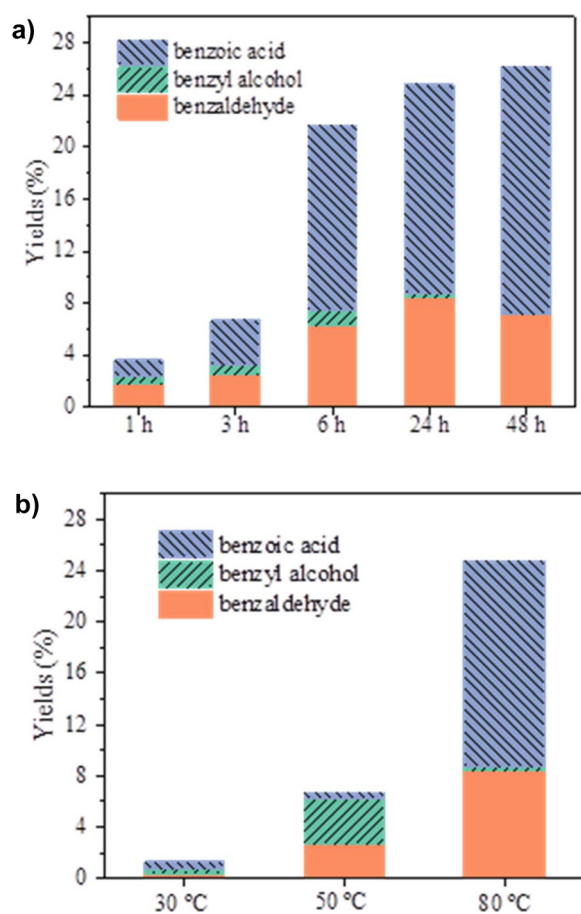 a)
28
24
20
16
12
8
4
0
Yields (%)
benzoic acid
benzyl alcohol
benzaldehyde
1 h 3 h 6 h 24 h 48 h
b)
28
24
20
16
12
8
4
0
Yields (%)
benzoic acid
benzyl alcohol
benzaldehyde
30 °C 50 °C 80 °C